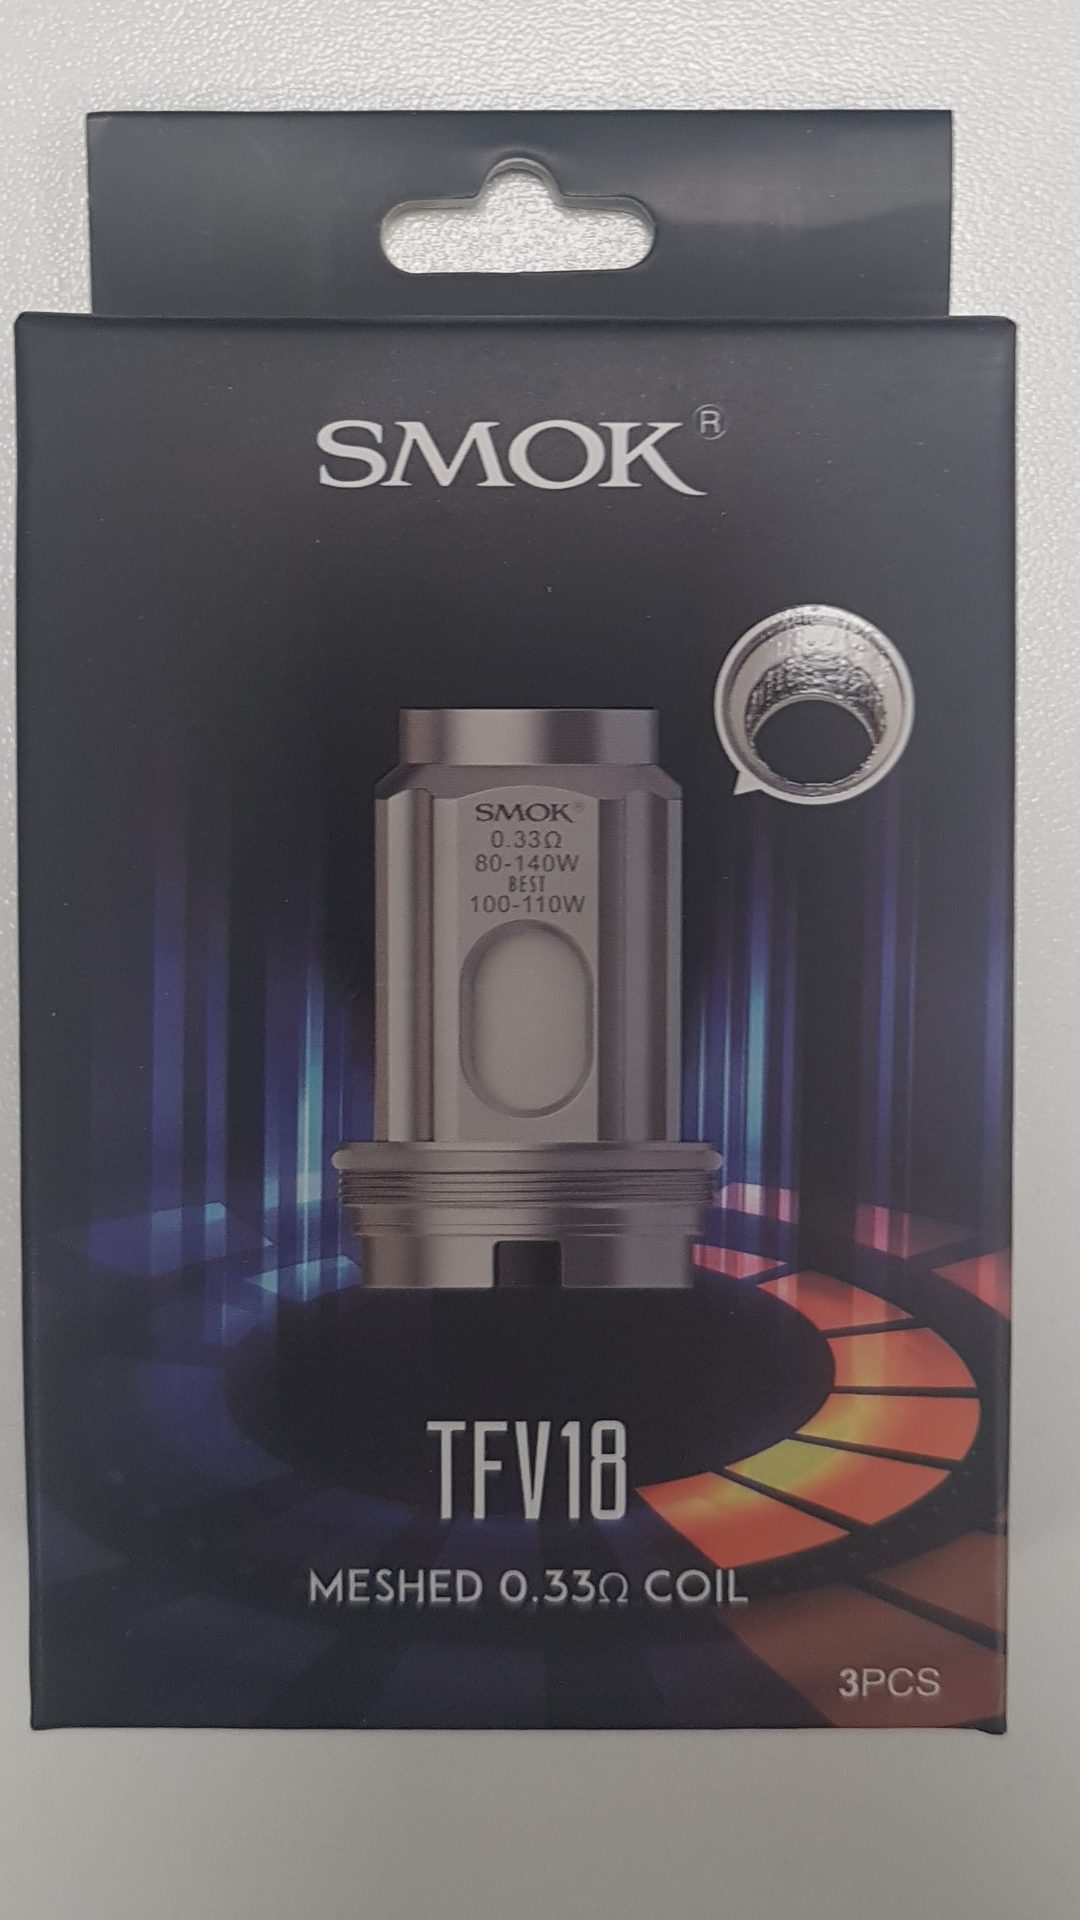 SMOK®
SMOK®
0.33Ω
80-140W
BEST
100-110W
TFV18
MESHED 0.33Ω COIL
3PCS